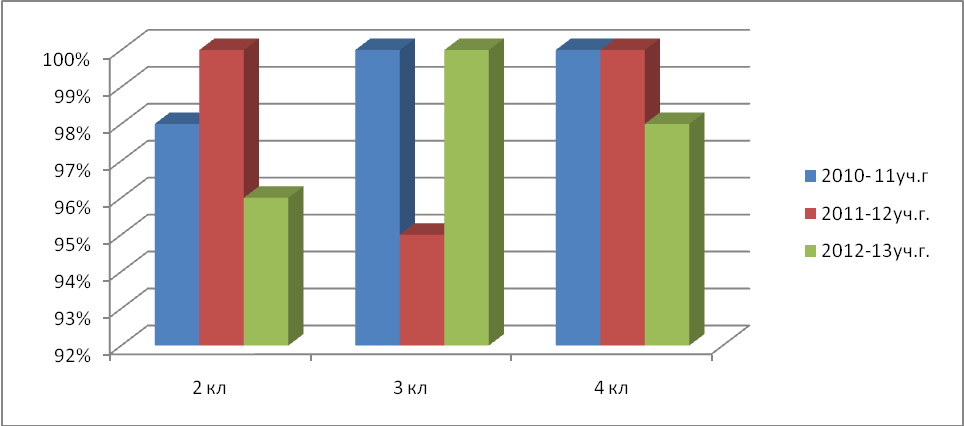 100%
99%
98%
97%
96%
95%
94%
93%
92%
2 кл
3 кл
4 кл
2010- 11уч.г
2011-12уч.г.
2012-13уч.г.